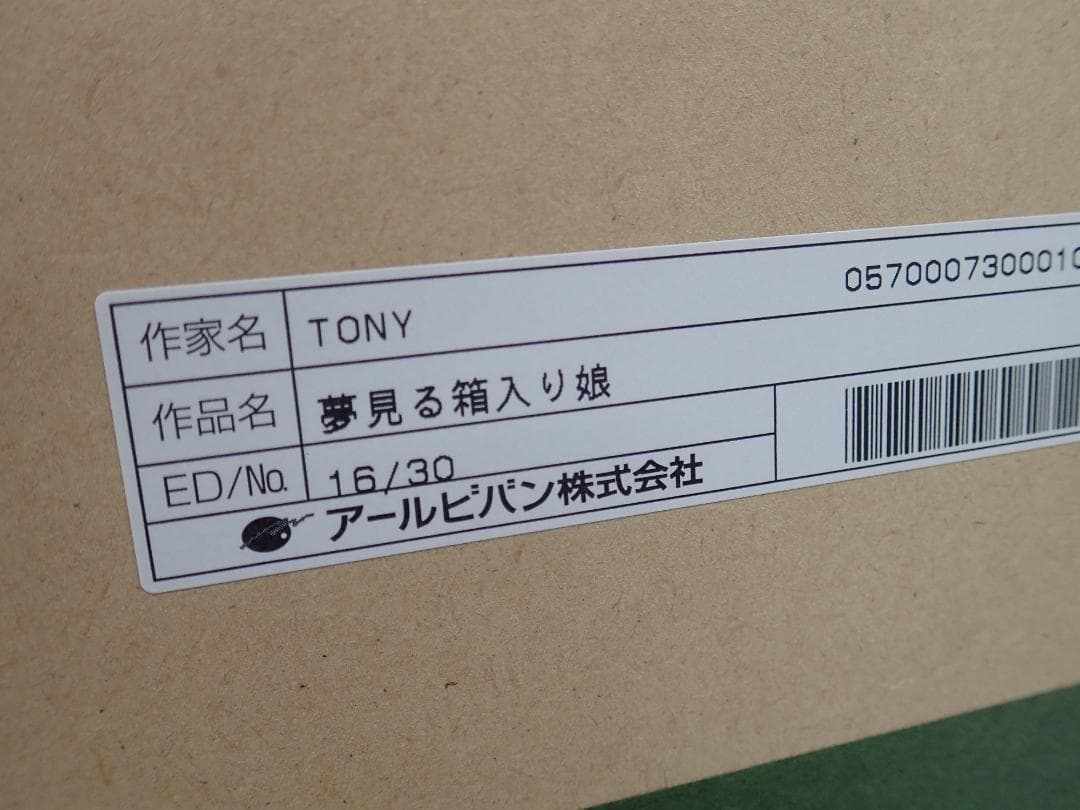 0570007300010
作家名 TONY
作品名 夢見る箱入り娘
ED/No. 16/30
アールビバン株式会社